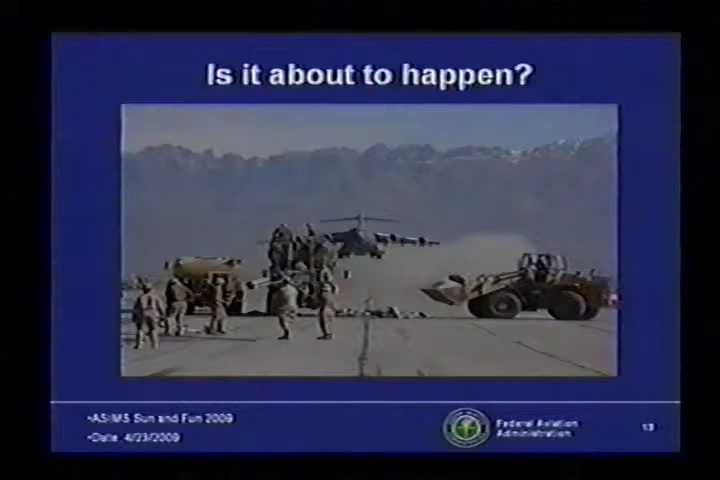 Is it about to happen?
•ASIMS Sun and Fun 2009
•Date: 4/23/2009
Federal Aviation
Administration
13